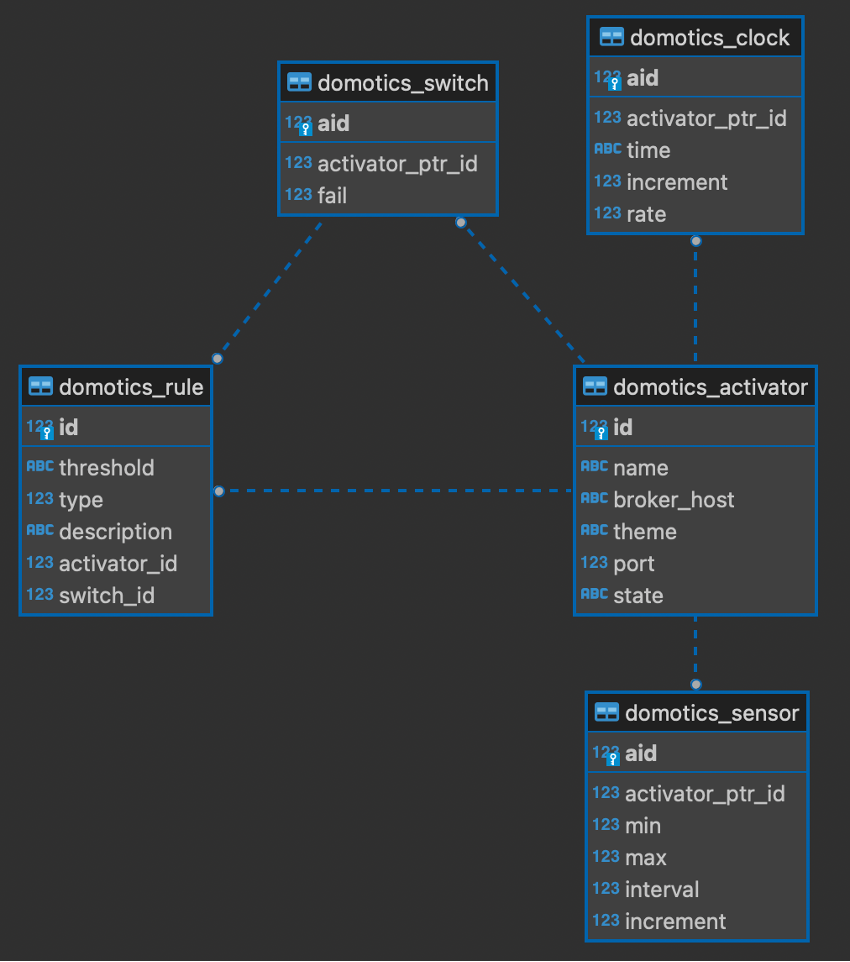 domotics_clock
123 aid
123 activator_ptr_id
ABC time
123 increment
123 rate
domotics_switch
123 aid
123 activator_ptr_id
123 fail
domotics_rule
123 id
ABC threshold
123 type
ABC description
123 activator_id
123 switch_id
domotics_activator
123 id
ABC name
ABC broker_host
ABC theme
123 port
ABC state
domotics_sensor
123 aid
123 activator_ptr_id
123 min
123 max
123 interval
123 increment